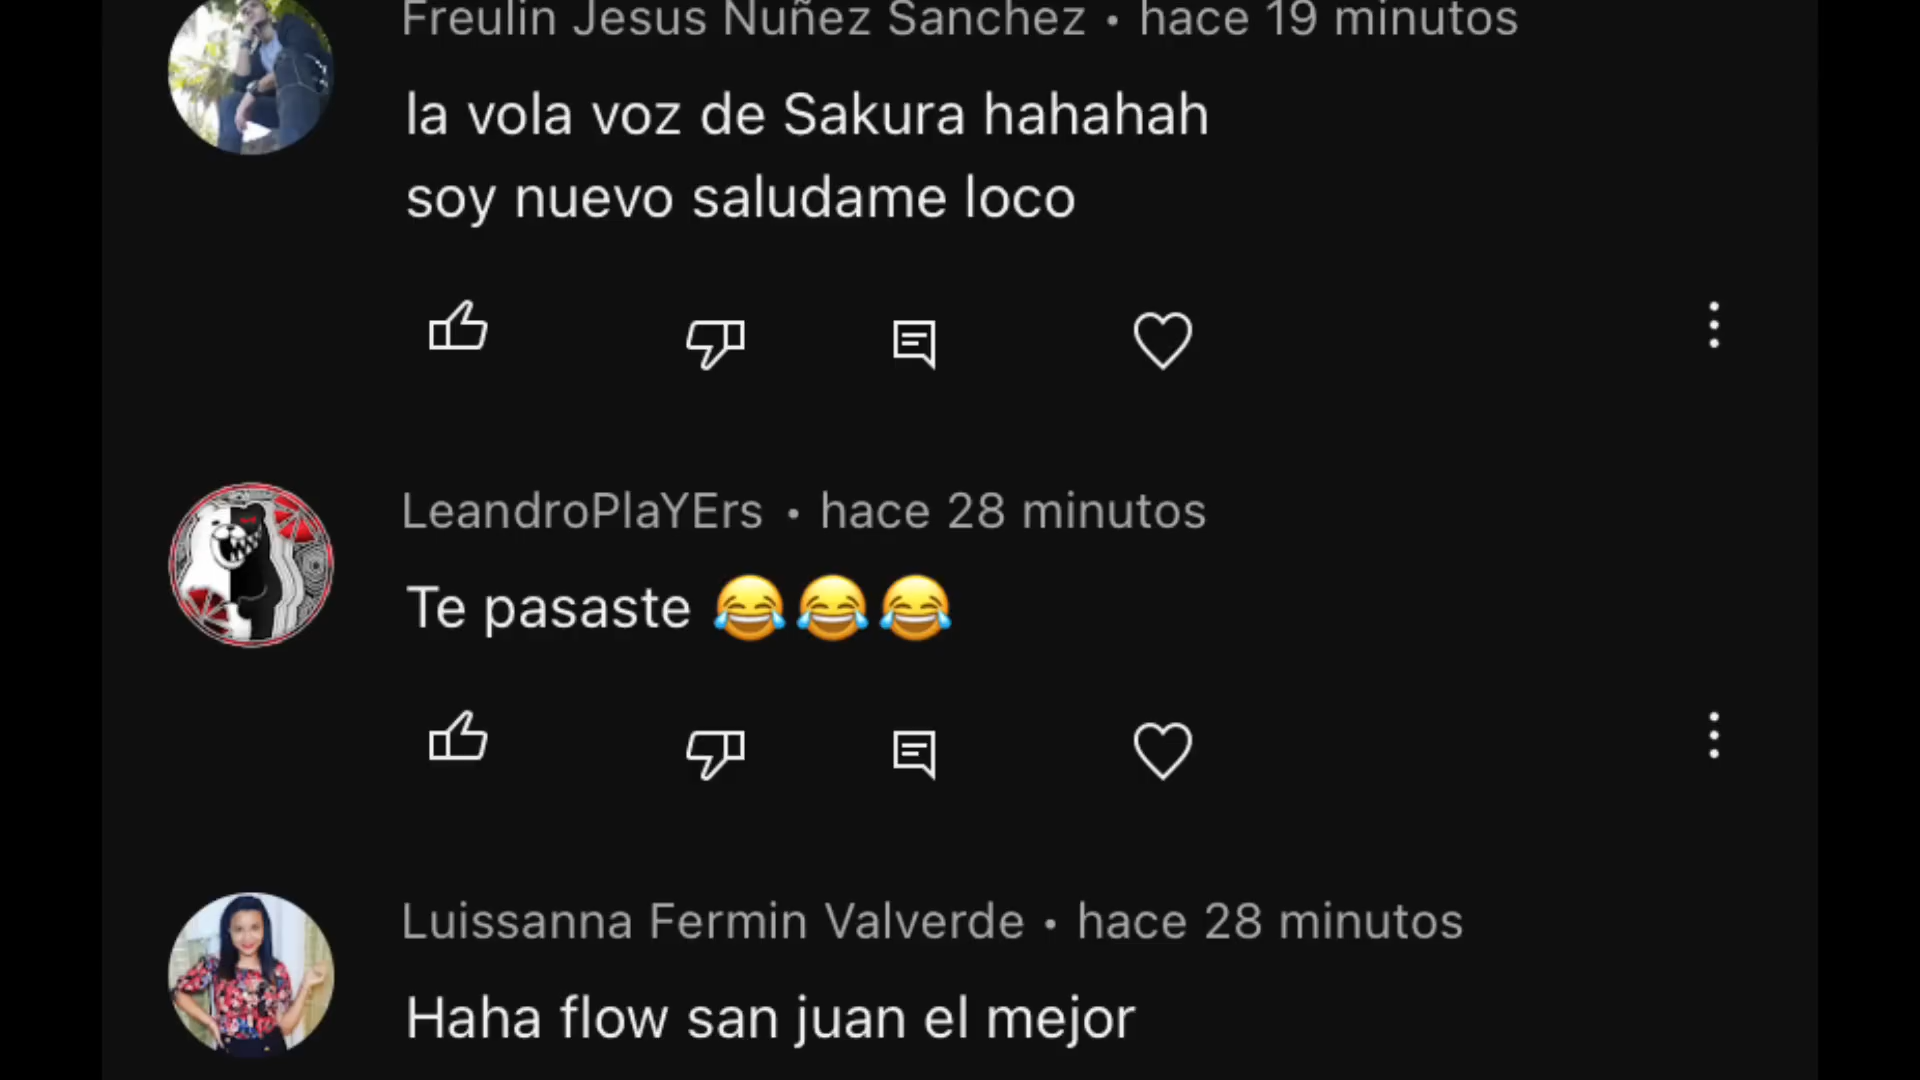 Freulin Jesus Nuñez Sanchez • hace 19 minutos
la vola voz de Sakura hahahah
soy nuevo saludame loco
LeandroPlaYErs • hace 28 minutos
Te pasaste 😂😂😂
Luissanna Fermin Valverde • hace 28 minutos
Haha flow san juan el mejor